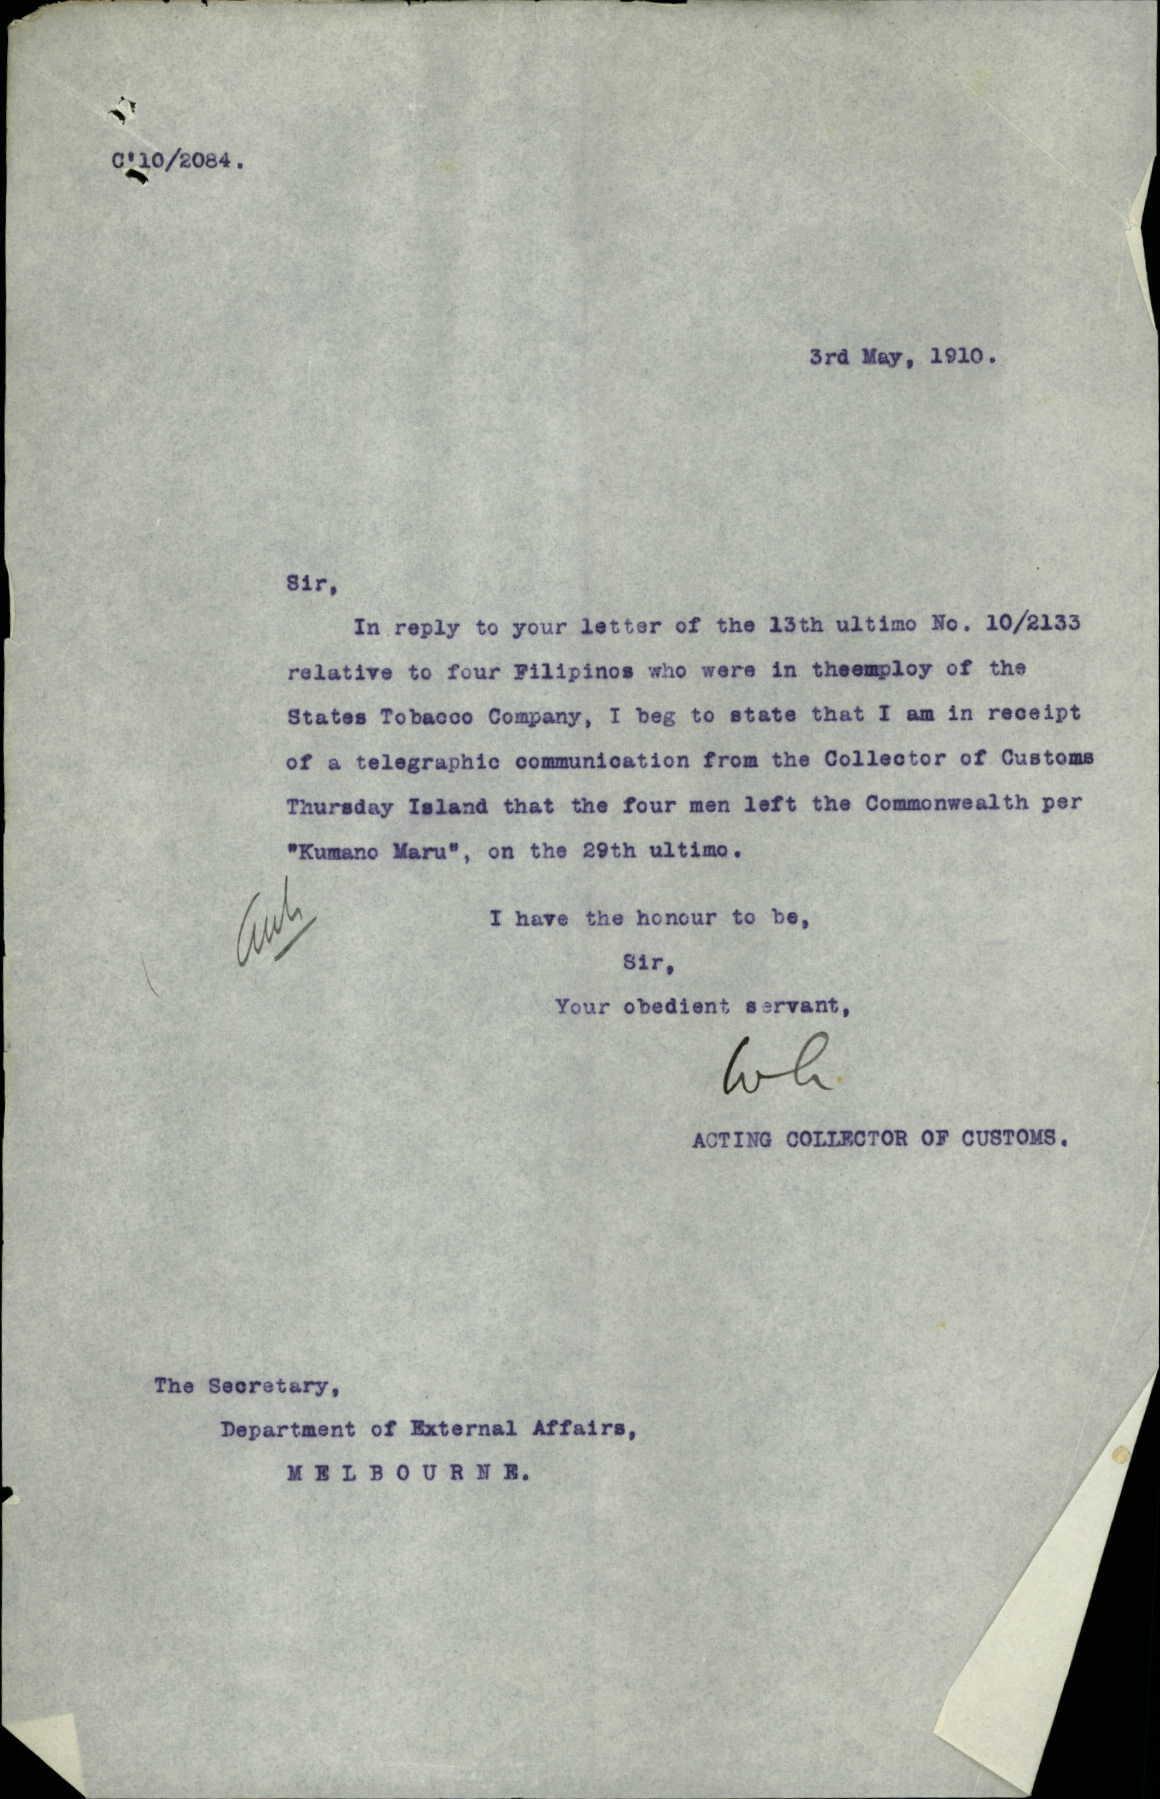 C'10/2084.
3rd May, 1910.
Sir,
In reply to your letter of the 13th ultimo No. 10/2133
relative to four Filipinos who were in theemploy of the
States Tobacco Company, I beg to state that I am in receipt
of a telegraphic communication from the Collector of Customs
Thursday Island that the four men left the Commonwealth per
"Kumano Maru", on the 29th ultimo.
I have the honour to be,
Sir,
Your obedient servant,
ACTING COLLECTOR OF CUSTOMS.
The Secretary,
Department of External Affairs,
M E L B O U R N E.